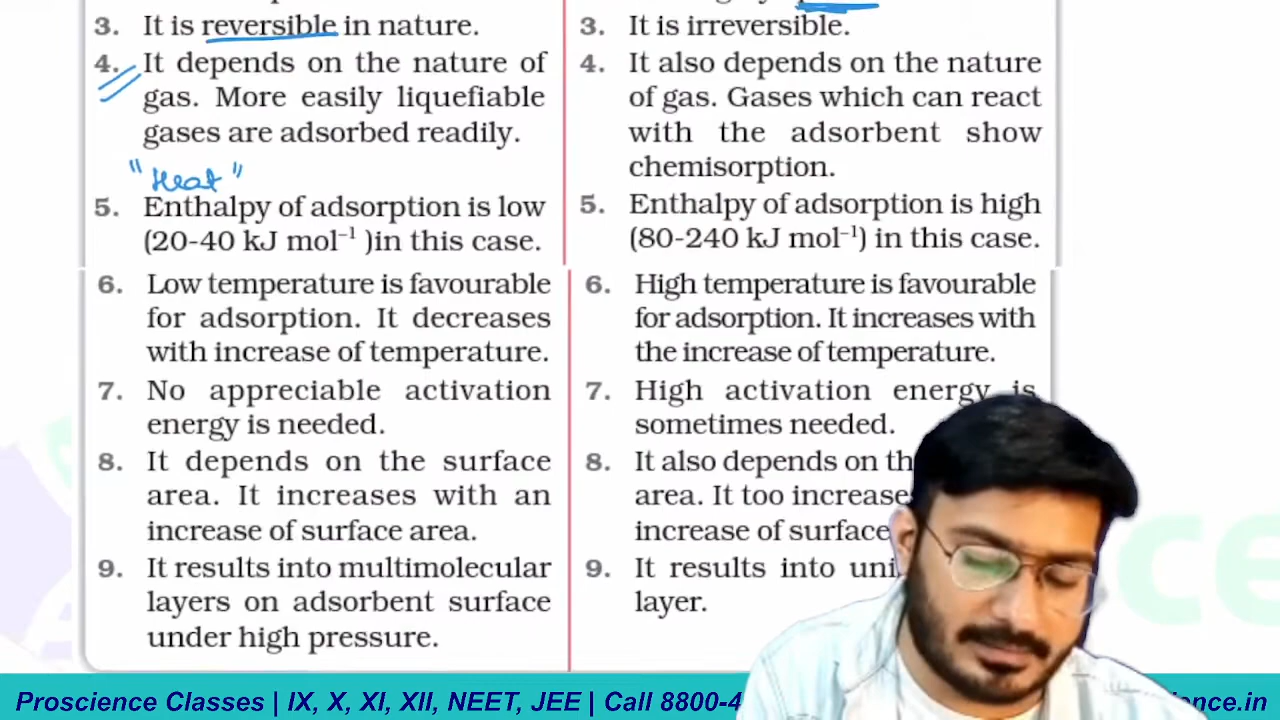 3. It is reversible in nature.
4. It depends on the nature of
gas. More easily liquefiable
gases are adsorbed readily.
"Heat"
5. Enthalpy of adsorption is low
(20-40 kJ mol⁻¹ )in this case.
6. Low temperature is favourable
for adsorption. It decreases
with increase of temperature.
7. No appreciable activation
energy is needed.
8. It depends on the surface
area. It increases with an
increase of surface area.
9. It results into multimolecular
layers on adsorbent surface
under high pressure.
3. It is irreversible.
4. It also depends on the nature
of gas. Gases which can react
with the adsorbent show
chemisorption.
5. Enthalpy of adsorption is high
(80-240 kJ mol⁻¹) in this case.
6. High temperature is favourable
for adsorption. It increases with
the increase of temperature.
7. High activation energy is
sometimes needed.
8. It also depends on
area. It too
increase of surface
9. It results into
layer.
Proscience Classes | IX, X, XI, XII, NEET, JEE | Call 8800-4